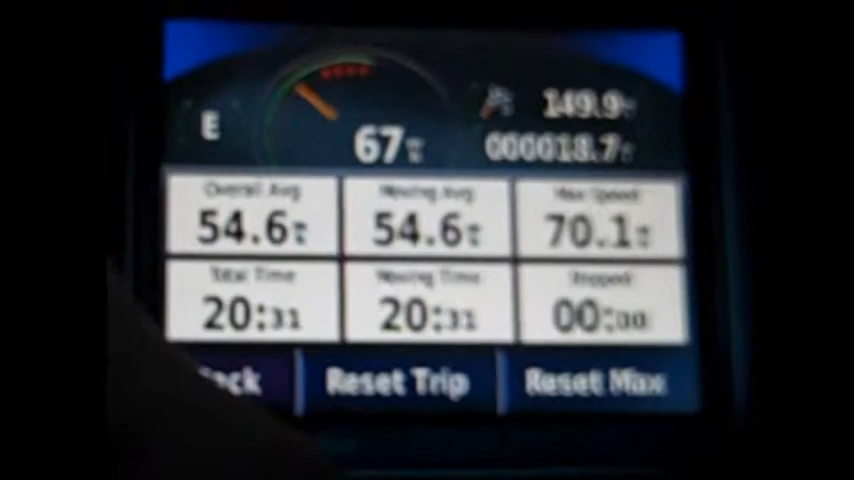 149.9
E 67 000018.7
Overall Avg Moving Avg Max Speed
54.6 54.6 70.1
Total Time Moving Time Stopped
20:31 20:31 00:00
Back Reset Trip Reset Max